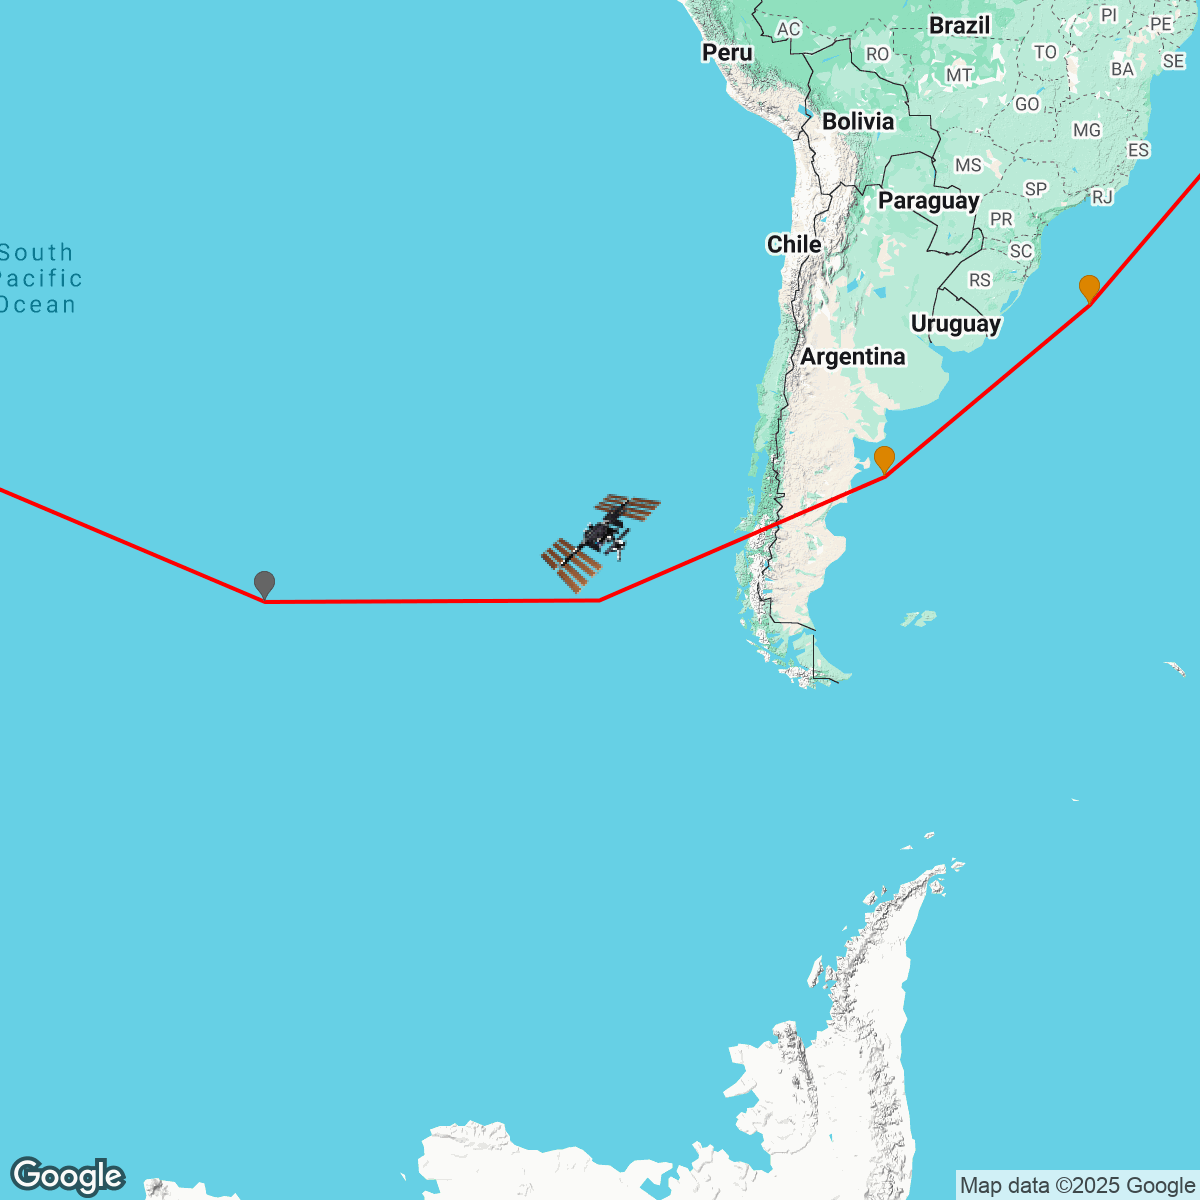 Brazil
PI
PE
AC
Peru
RO
TO
SE
MT
BA
GO
Bolivia
MG
ES
MS
SP
RJ
Paraguay
PR
Chile
SC
South
Pacific
Ocean
RS
Uruguay
Argentina
Google
Map data ©2025 Google